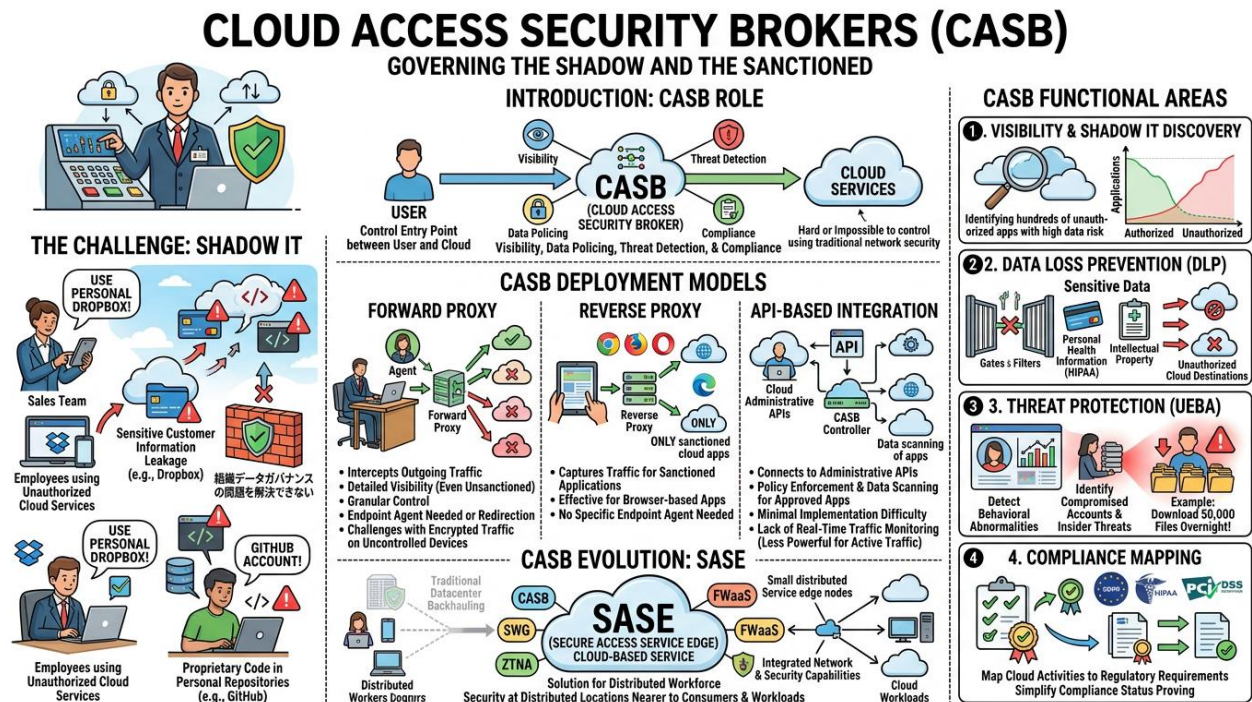 CLOUD ACCESS SECURITY BROKERS (CASB)
GOVERNING THE SHADOW AND THE SANCTIONED
THE CHALLENGE: SHADOW IT
USE
PERSONAL
DROPBOX!
</>
</>
Sales Team
Sensitive Customer
Information
Leakage
(e.g., Dropbox)
Employees using
Unauthorized
Cloud Services
組織データガバナンス
の問題を解決できない
USE
PERSONAL
DROPBOX!
</>
GITHUB
ACCOUNT!
</>
Employees using
Unauthorized Cloud
Services
Proprietary Code in
Personal Repositories
(e.g., GitHub)
INTRODUCTION: CASB ROLE
USER
Control Entry Point
between User and Cloud
Visibility
Threat Detection
CASB
(CLOUD ACCESS
SECURITY BROKER)
Data Policing
Compliance
Visibility, Data Policing, Threat Detection, & Compliance
CLOUD
SERVICES
Hard or Impossible to control
using traditional network security
CASB DEPLOYMENT MODELS
FORWARD PROXY
Agent
Forward
Proxy
• Intercepts Outgoing Traffic
• Detailed Visibility (Even Unsanctioned)
• Granular Control
• Endpoint Agent Needed or Redirection
• Challenges with Encrypted Traffic
on Uncontrolled Devices
REVERSE PROXY
Reverse
Proxy
ONLY
ONLY sanctioned
cloud apps
• Captures Traffic for Sanctioned
Applications
• Effective for Browser-based Apps
• No Specific Endpoint Agent Needed
API-BASED INTEGRATION
API
Cloud
Administrative
APIs
CASB
Controller
Data scanning
of apps
• Connects to Administrative APIs
• Policy Enforcement & Data Scanning
for Approved Apps
• Minimal Implementation Difficulty
• Lack of Real-Time Traffic Monitoring
(Less Powerful for Active Traffic)
CASB EVOLUTION: SASE
Traditional
Datacenter
Backhauling
Distributed
Workers
CASB
SWG
ZTNA
SASE
(SECURE ACCESS SERVICE EDGE)
CLOUD-BASED SERVICE
FWaaS
FWaaS
Small distributed
Service edge nodes
Integrated Network
& Security Capabilities
Cloud
Workloads
Solution for Distributed Workforce
Security at Distributed Locations Nearer to Consumers & Workloads
CASB FUNCTIONAL AREAS
1. VISIBILITY & SHADOW IT DISCOVERY
Identifying hundreds of unauth-
orized apps with high data risk
Applications
Authorized Unauthorized
2 2. DATA LOSS PREVENTION (DLP)
Sensitive Data
Gates & Filters
Personal
Health
Information
(HIPAA)
Intellectual
Property
Unauthorized
Cloud Destinations
3 3. THREAT PROTECTION (UEBA)
Detect
Behavioral
Abnormalities
Identify
Compromised
Accounts &
Insider Threats
Example:
Download 50,000
Files Overnight!
4 4. COMPLIANCE MAPPING
HIPAA
PCI DSS
Map Cloud Activities to Regulatory Requirements
Simplify Compliance Status Proving